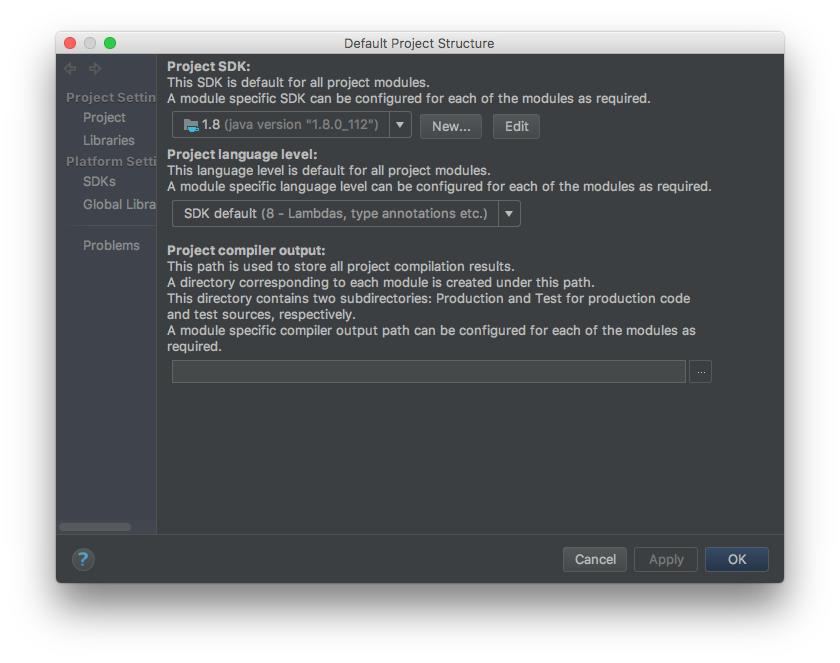 Default Project Structure
Project Settin
Project
Libraries
Platform Setti
SDKs
Global Libra
Problems
Project SDK:
This SDK is default for all project modules.
A module specific SDK can be configured for each of the modules as required.
1.8 (java version "1.8.0_112")
New...
Edit
Project language level:
This language level is default for all project modules.
A module specific language level can be configured for each of the modules as required.
SDK default (8 - Lambdas, type annotations etc.)
Project compiler output:
This path is used to store all project compilation results.
A directory corresponding to each module is created under this path.
This directory contains two subdirectories: Production and Test for production code
and test sources, respectively.
A module specific compiler output path can be configured for each of the modules as
required.
...
?
Cancel
Apply
OK